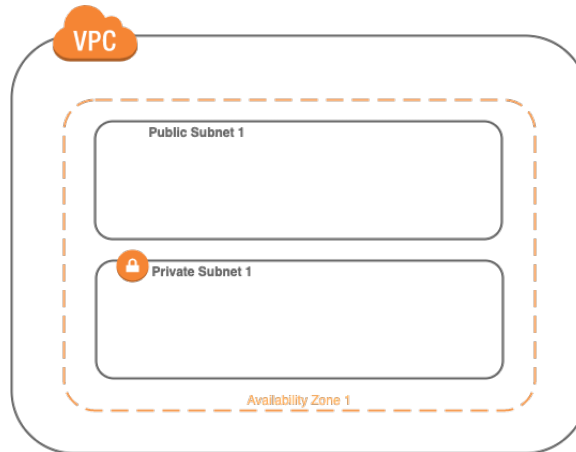 VPC
Public Subnet 1
Private Subnet 1
Availability Zone 1